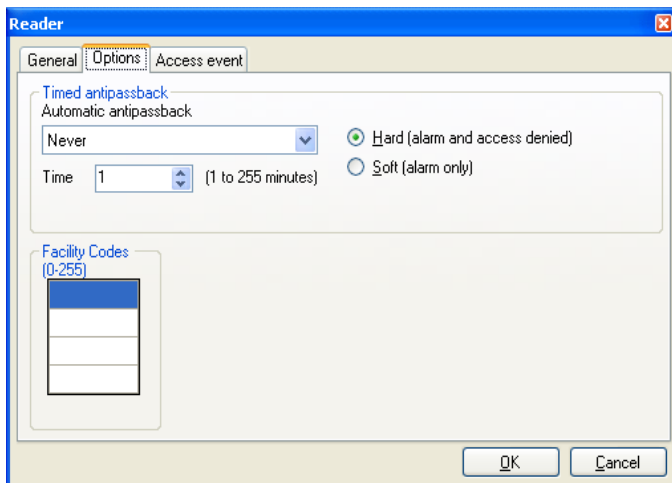 Reader
General Options Access event
Timed antipassback
Automatic antipassback
Never
Hard (alarm and access denied)
Soft (alarm only)
Time 1 (1 to 255 minutes)
Facility Codes
(0-255)
OK Cancel